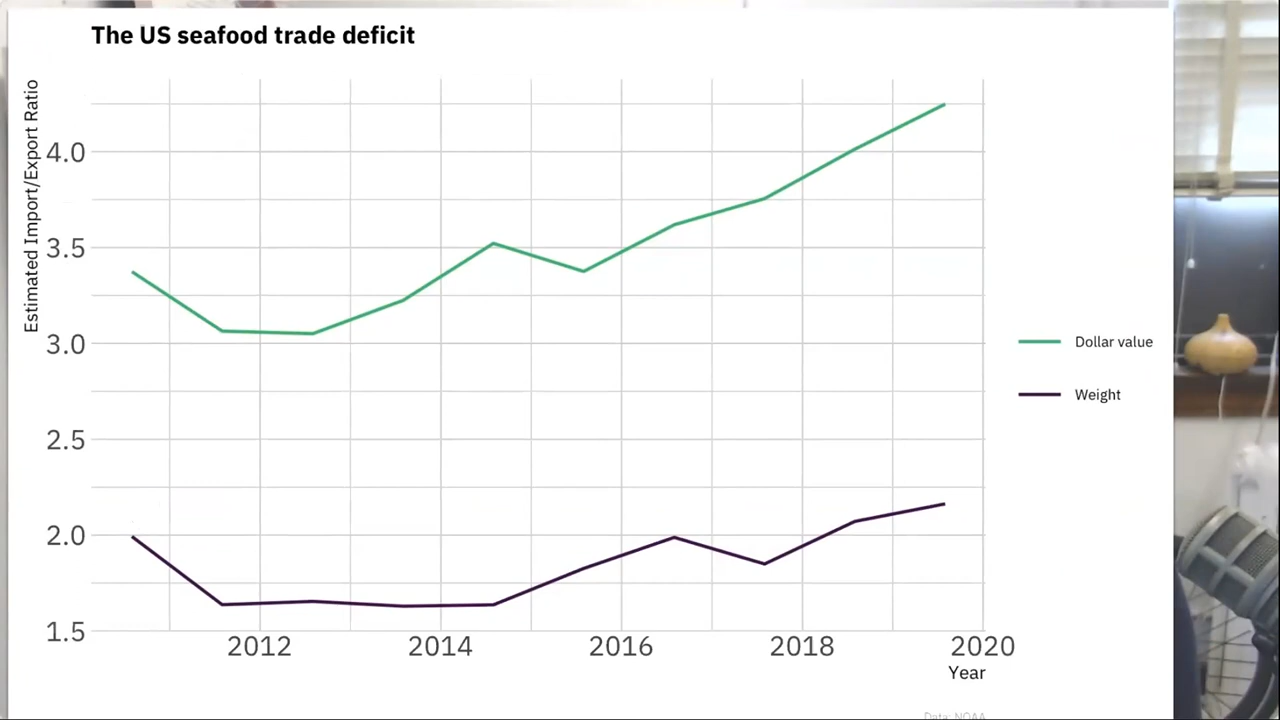 The US seafood trade deficit
Estimated Import/Export Ratio
4.0
3.5
3.0
2.5
2.0
1.5
2012 2014 2016 2018 2020
Year
Dollar value
Weight
Data: NOAA